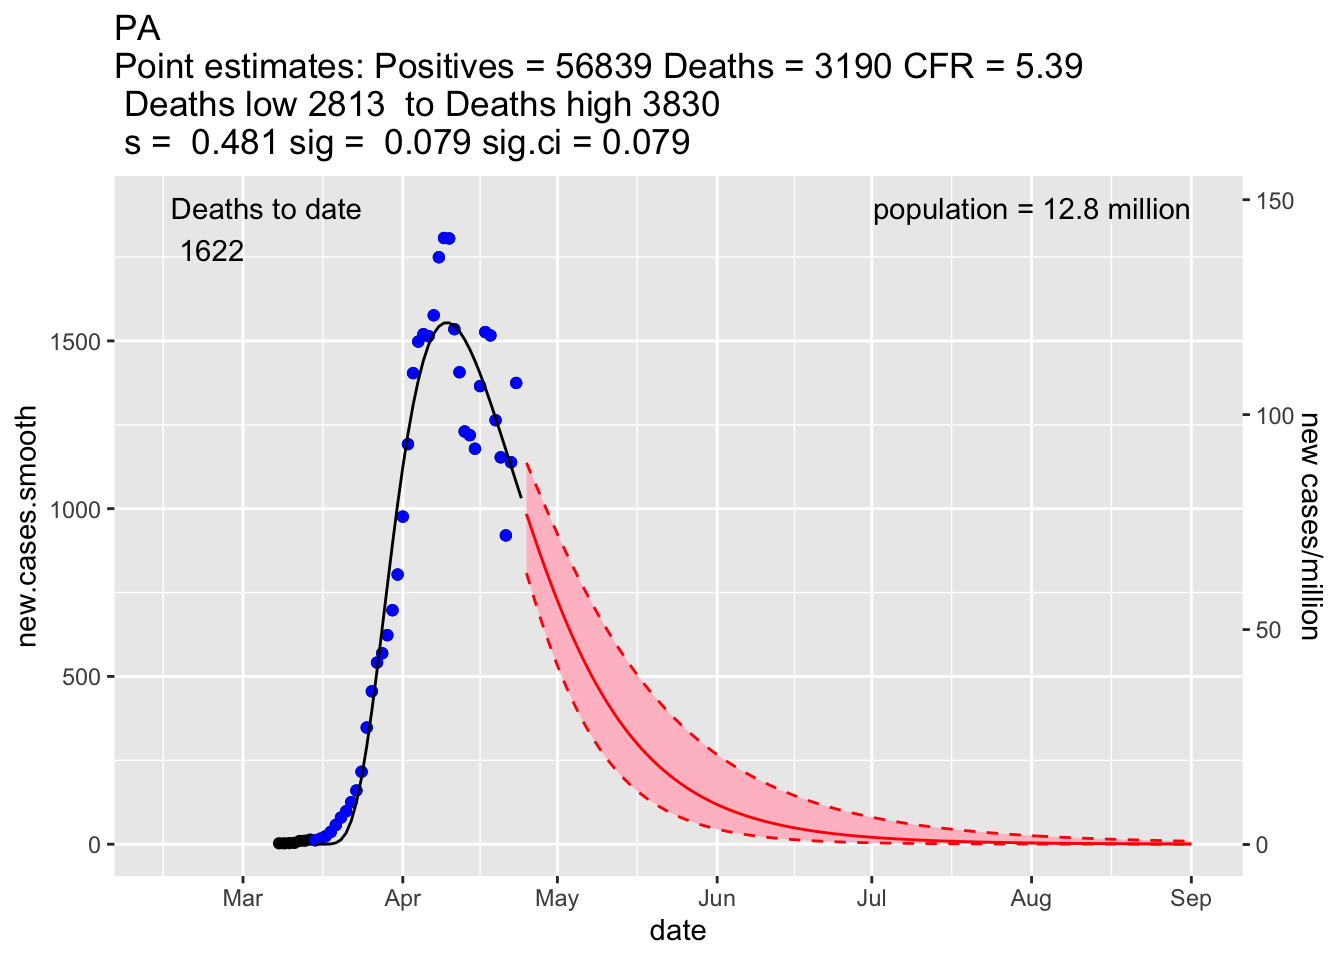 PA
Point estimates: Positives = 56839 Deaths = 3190 CFR = 5.39
Deaths low 2813  to Deaths high 3830
s =  0.481 sig =  0.079 sig.ci = 0.079
Deaths to date
1622
population = 12.8 million
new.cases.smooth
1500
1000
500
0
150
100
50
0
new cases/million
Mar Apr May Jun Jul Aug Sep
date